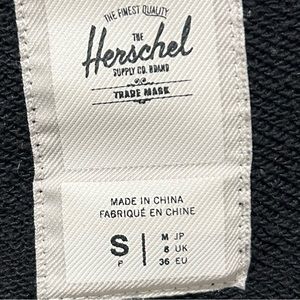 THE FINEST QUALITY
THE
Herschel
SUPPLY CO. BRAND
TRADE MARK
MADE IN CHINA
FABRIQUÉ EN CHINE
S
P
M JP
8 UK
36 EU